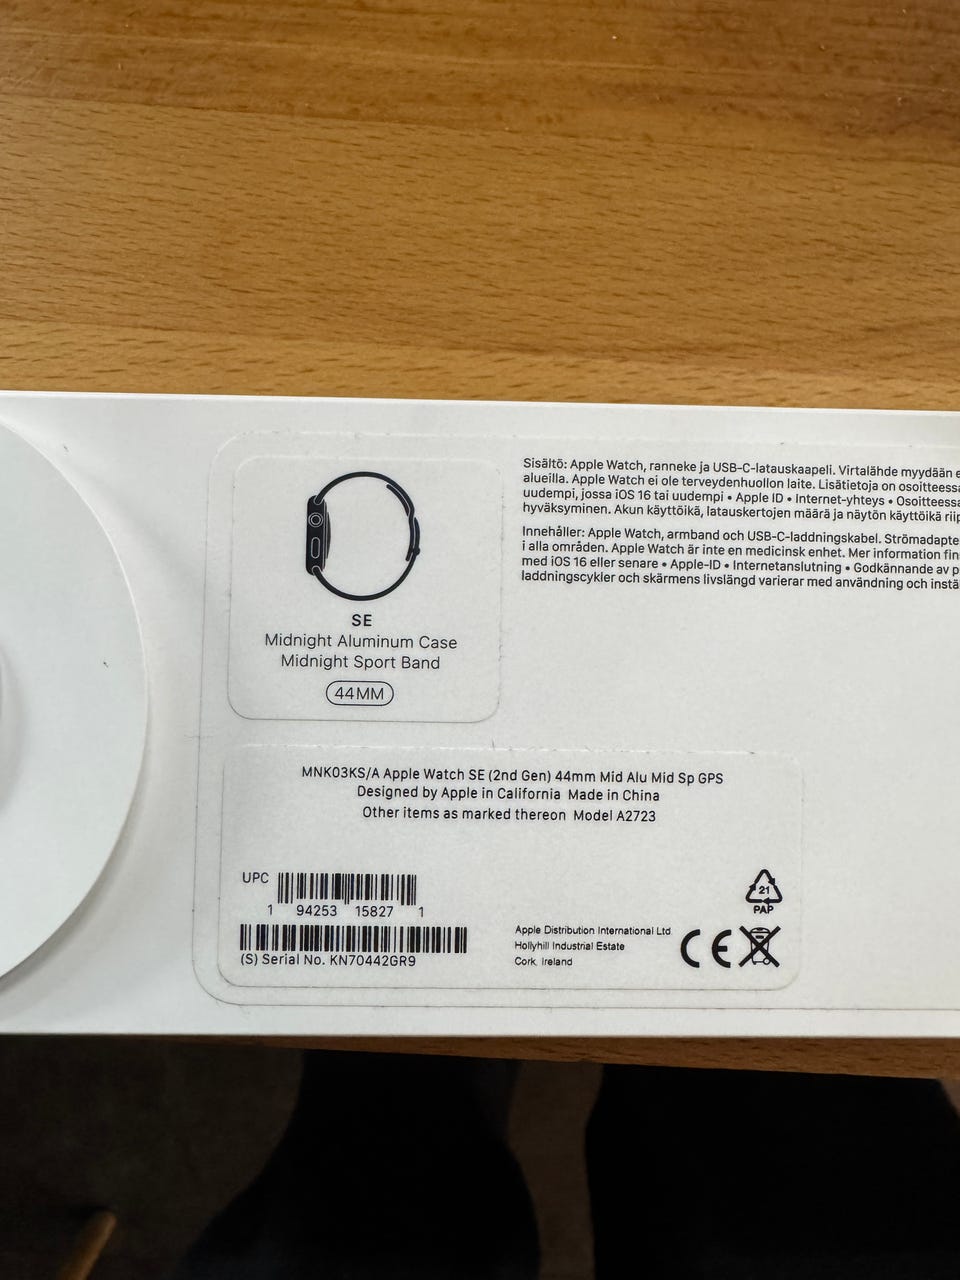 SE
Midnight Aluminum Case
Midnight Sport Band
44MM
Sisältö: Apple Watch, ranneke ja USB-C-latauskaapeli. Virtalähde myydään
alueilla. Apple Watch ei ole terveydenhuollon laite. Lisätietoja on osoitteessa
uudempi, jossa iOS 16 tai uudempi • Apple ID • Internet-yhteys • Osoitteessa
hyväksyminen. Akun käyttöikä, latauskertojen määrä ja näytön käyttöikä
Innehåller: Apple Watch, armband och USB-C-laddningskabel.
i alla områden. Apple Watch är inte en medicinsk enhet. Mer information
med iOS 16 eller senare • Apple-ID • Internetanslutning • Godkännande av
laddningscykler och skärmens livslängd varierar med användning och
MNK03KS/A Apple Watch SE (2nd Gen) 44mm Mid Alu Mid Sp GPS
Designed by Apple in California Made in China
Other items as marked thereon Model A2723
UPC
1 94253 15827 1
(S) Serial No. KN70442GR9
Apple Distribution International Ltd
Hollyhill Industrial Estate
Cork, Ireland
CE
21
PAP